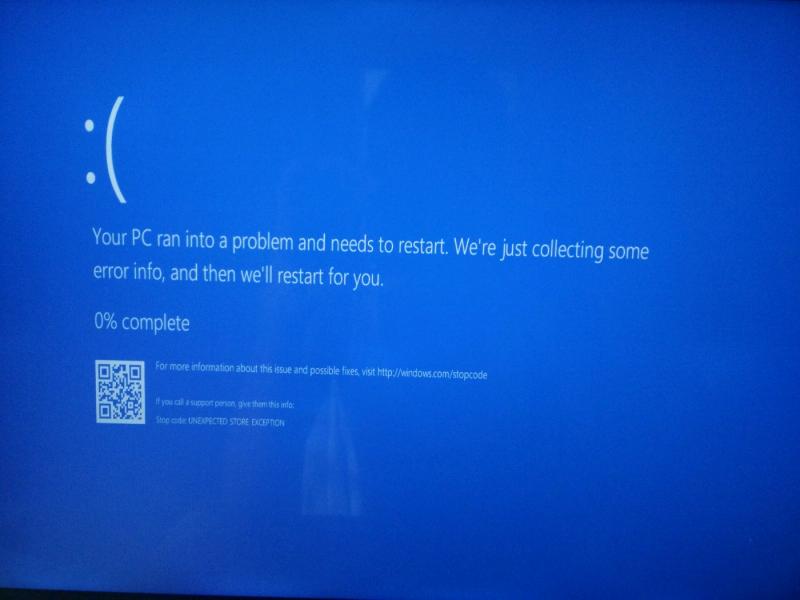 :(
Your PC ran into a problem and needs to restart. We're just collecting some
error info, and then we'll restart for you.
0% complete
For more information about this issue and possible fixes, visit http://windows.com/stopcode
If you call a support person, give them this info:
Stop code: UNEXPECTED STORE EXCEPTION